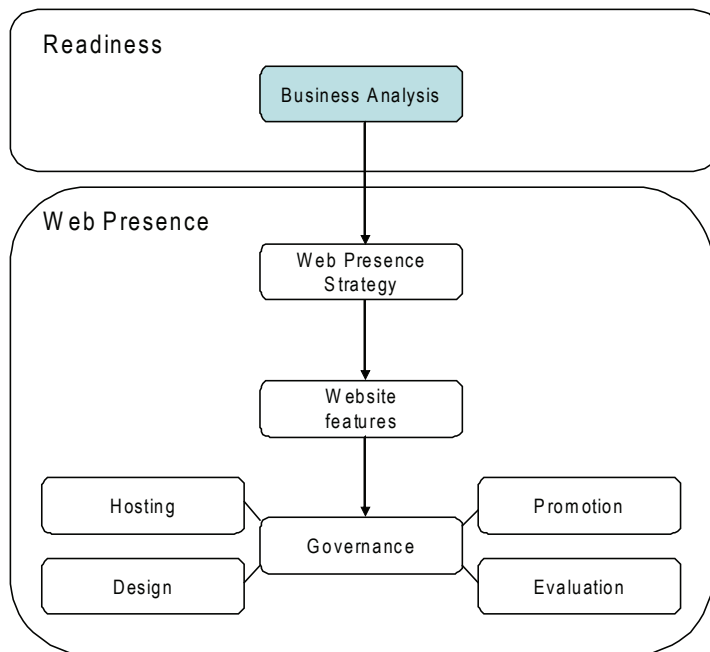 Readiness
Business Analysis
Web Presence
Web Presence
Strategy
Website
features
Hosting
Promotion
Governance
Design
Evaluation